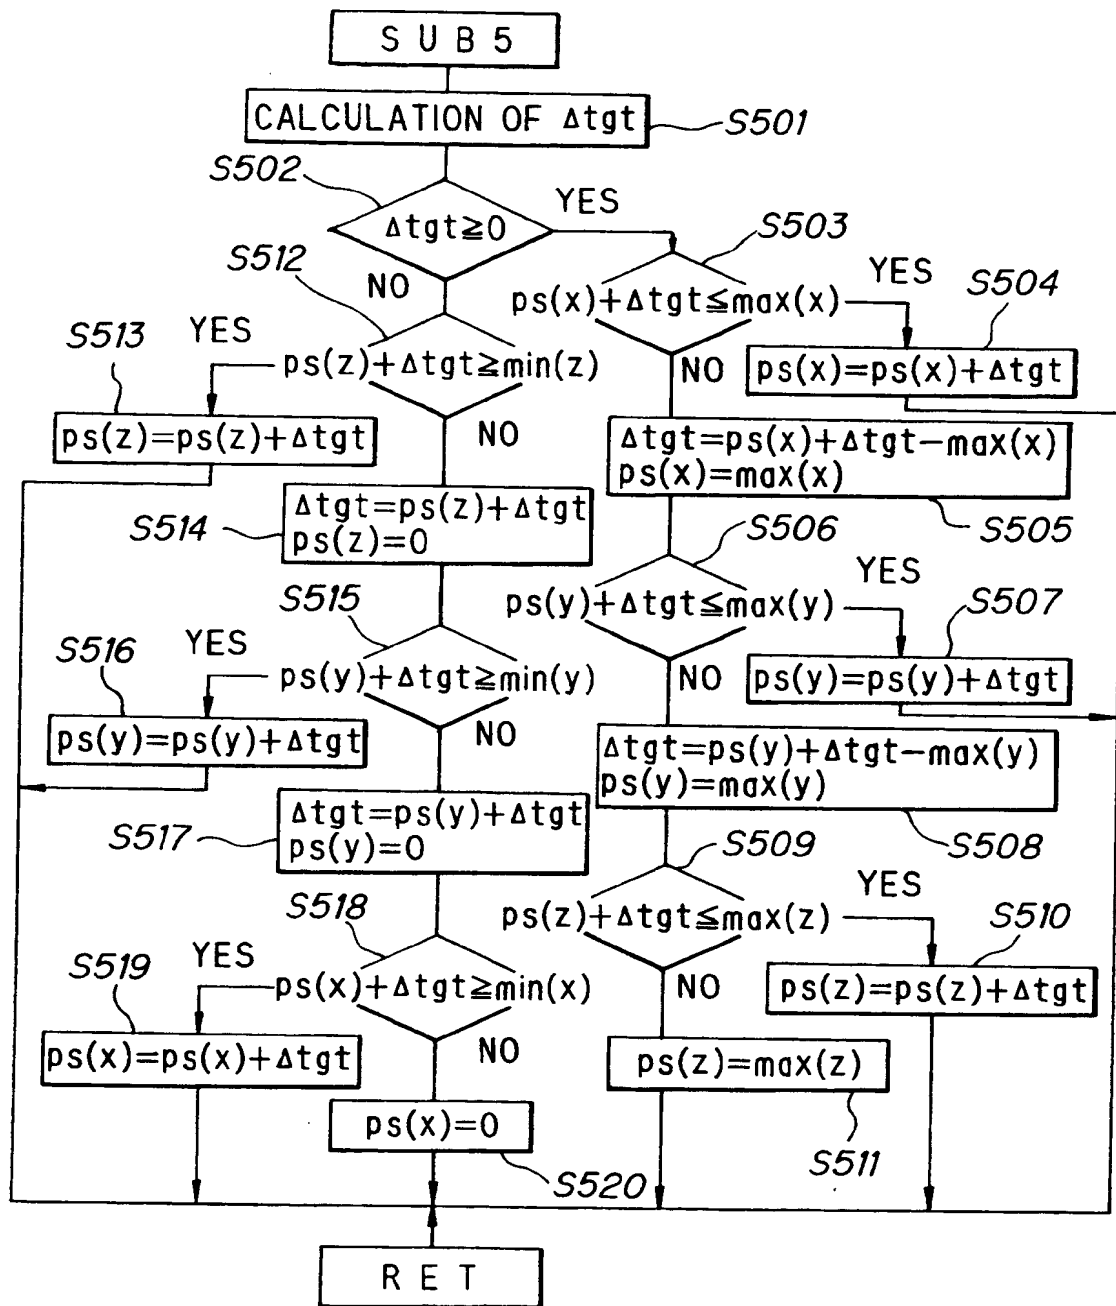 SUB5
CALCULATION OF Δtgt
S501
S502
Δtgt≧0
YES
NO
S503
ps(x)+Δtgt≦max(x)
YES
NO
S504
ps(x)=ps(x)+Δtgt
S512
ps(z)+Δtgt≧min(z)
YES
NO
S513
ps(z)=ps(z)+Δtgt
Δtgt=ps(x)+Δtgt−max(x)
ps(x)=max(x)
S505
S514
Δtgt=ps(z)+Δtgt
ps(z)=0
S506
ps(y)+Δtgt≦max(y)
YES
NO
S507
ps(y)=ps(y)+Δtgt
S515
ps(y)+Δtgt≧min(y)
YES
NO
S516
ps(y)=ps(y)+Δtgt
Δtgt=ps(y)+Δtgt−max(y)
ps(y)=max(y)
S508
S517
Δtgt=ps(y)+Δtgt
ps(y)=0
S509
ps(z)+Δtgt≦max(z)
YES
NO
S510
ps(z)=ps(z)+Δtgt
S518
ps(x)+Δtgt≧min(x)
YES
NO
S519
ps(x)=ps(x)+Δtgt
ps(z)=max(z)
S511
ps(x)=0
S520
RET